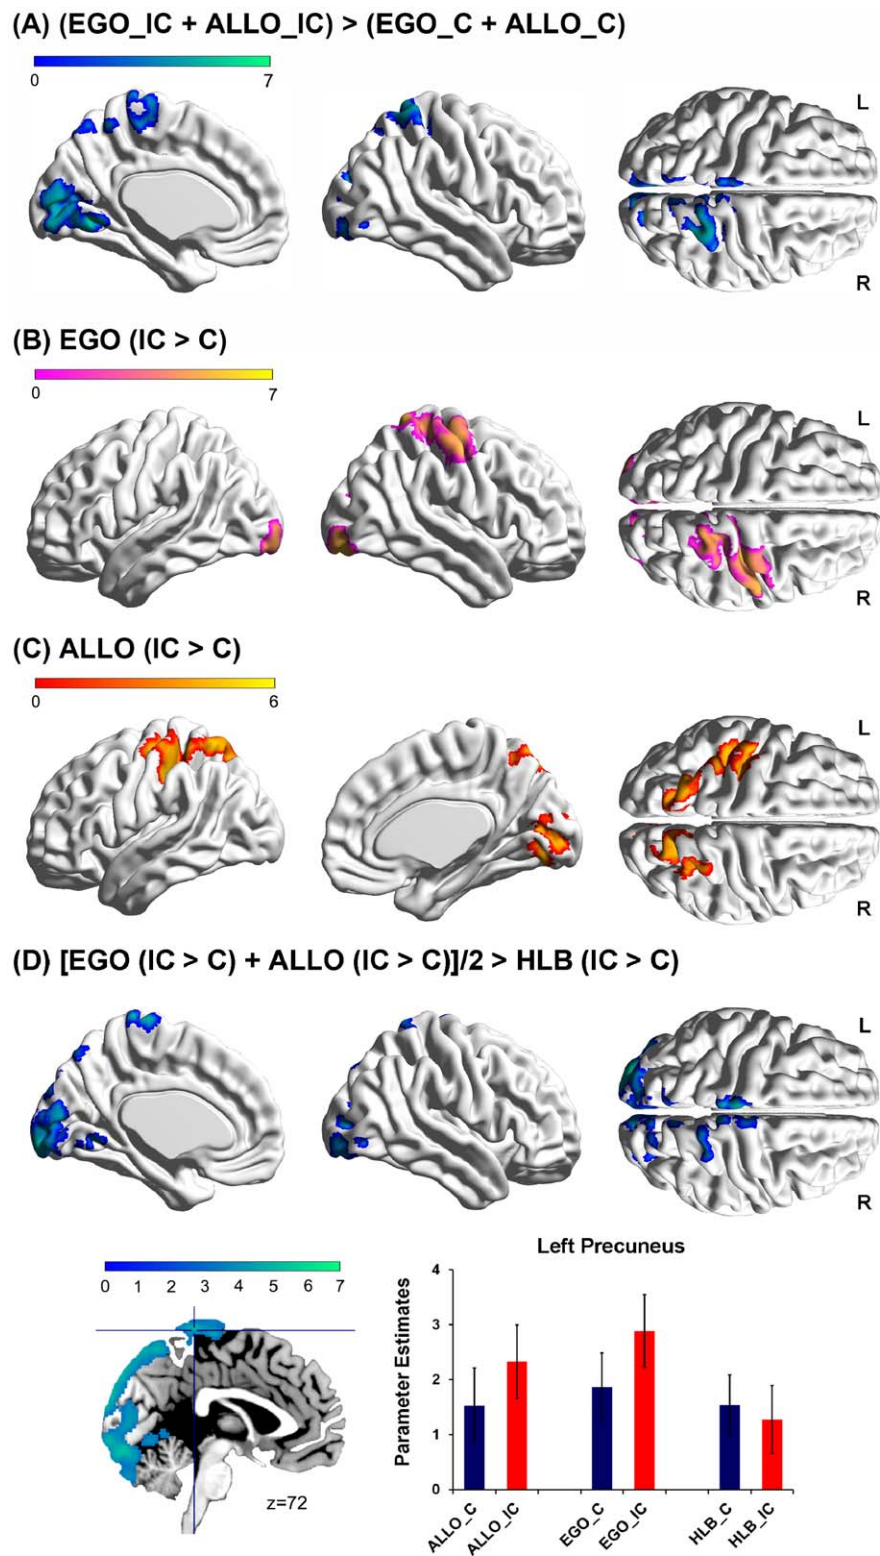 (A) (EGO_IC + ALLO_IC) > (EGO_C + ALLO_C)
0 7
L
R
(B) EGO (IC > C)
0 7
L
R
(C) ALLO (IC > C)
0 6
L
R
(D) [EGO (IC > C) + ALLO (IC > C)]/2 > HLB (IC > C)
L
R
0 1 2 3 4 5 6 7
z=72
Left Precuneus
Parameter Estimates
4
3
2
1
0
ALLO_C ALLO_IC EGO_C EGO_IC HLB_C HLB_IC